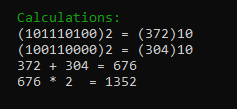 Calculations:
(101110100)2 = (372)10
(100110000)2 = (304)10
372 + 304 = 676
676 * 2  = 1352